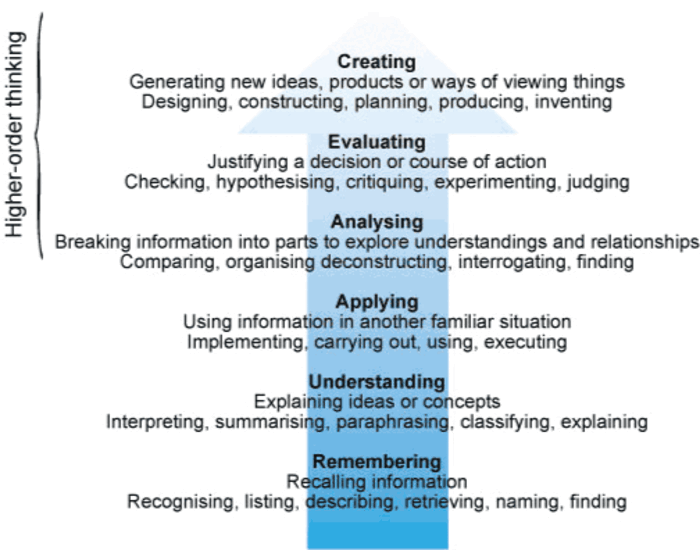 Higher-order thinking
Creating
Generating new ideas, products or ways of viewing things
Designing, constructing, planning, producing, inventing
Evaluating
Justifying a decision or course of action
Checking, hypothesising, critiquing, experimenting, judging
Analysing
Breaking information into parts to explore understandings and relationships
Comparing, organising deconstructing, interrogating, finding
Applying
Using information in another familiar situation
Implementing, carrying out, using, executing
Understanding
Explaining ideas or concepts
Interpreting, summarising, paraphrasing, classifying, explaining
Remembering
Recalling information
Recognising, listing, describing, retrieving, naming, finding